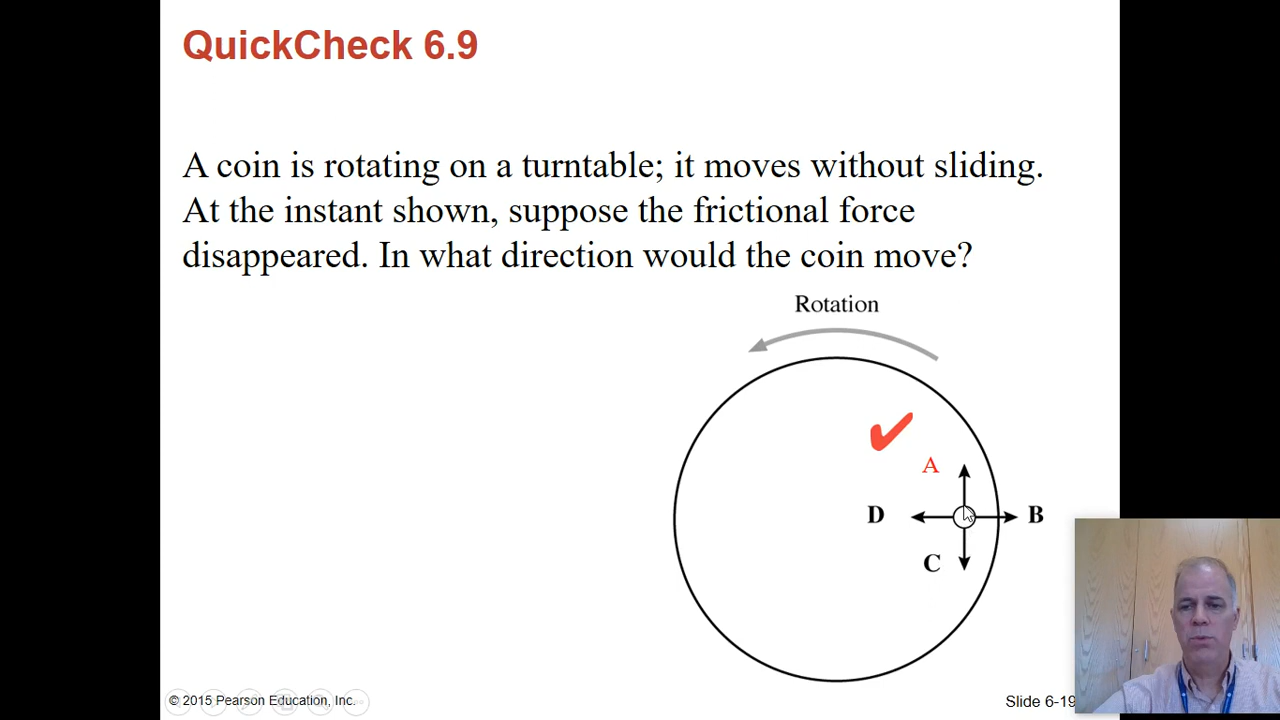 QuickCheck 6.9
A coin is rotating on a turntable; it moves without sliding.
At the instant shown, suppose the frictional force
disappeared. In what direction would the coin move?
Rotation
A
D
B
C
© 2015 Pearson Education, Inc.
Slide 6-19